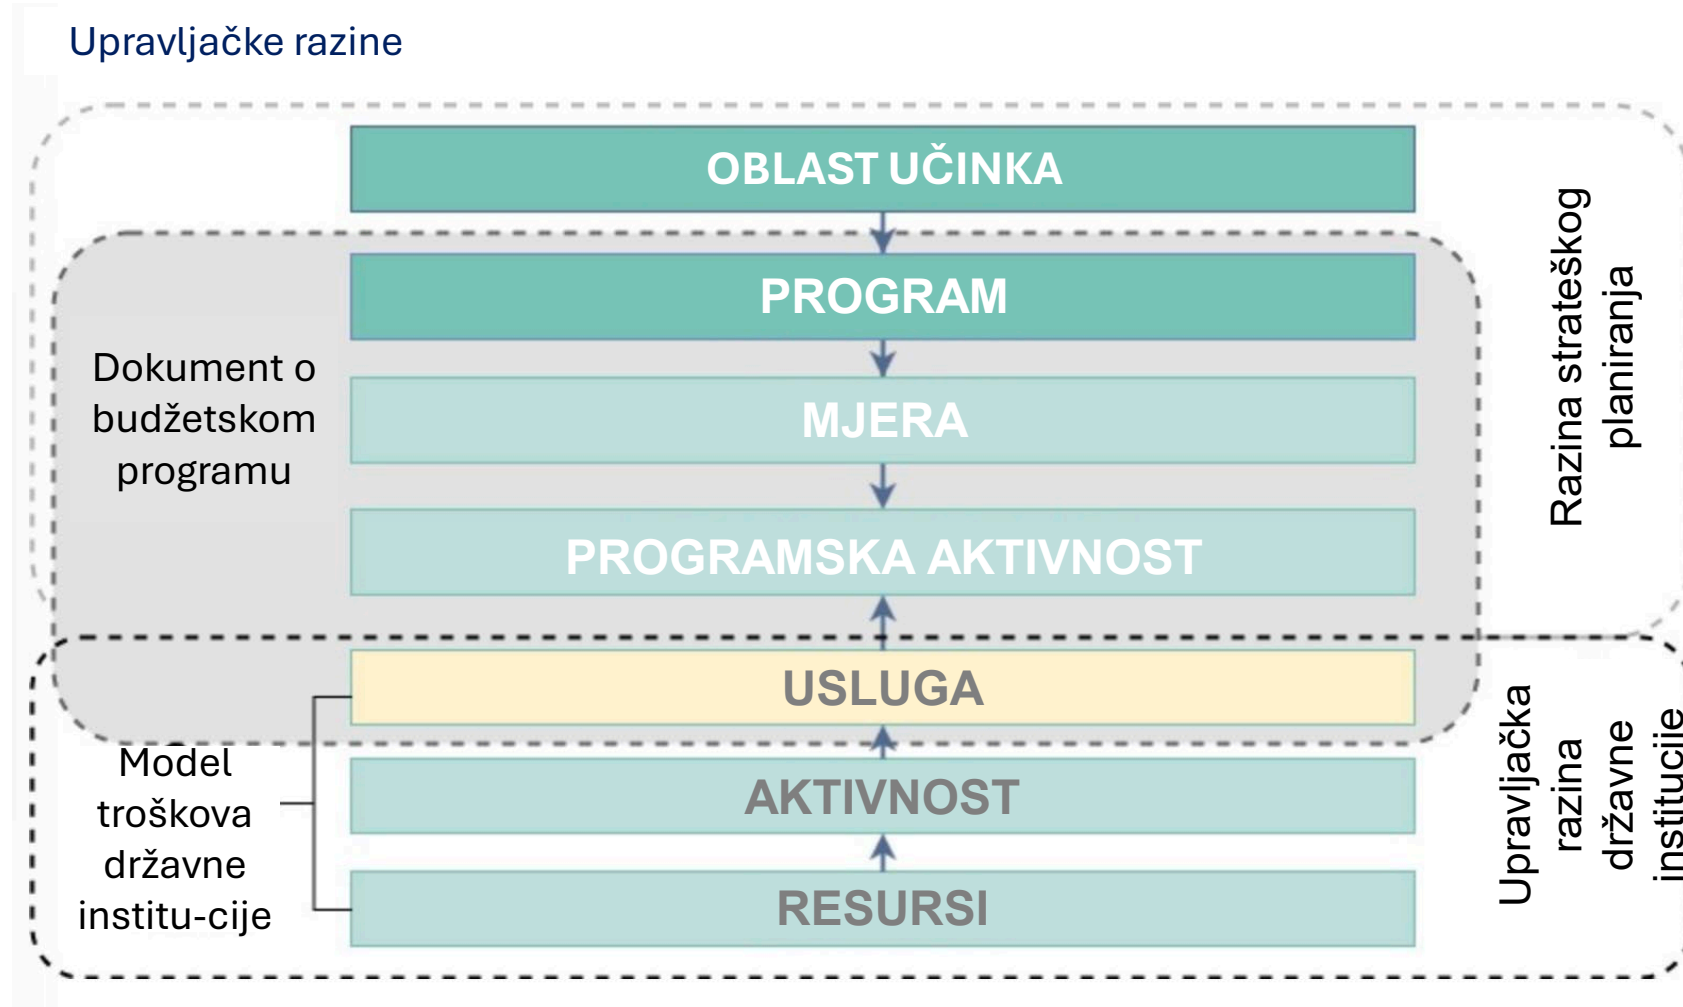 Upravljačke razine
OBLAST UČINKA
PROGRAM
MJERA
PROGRAMSKA AKTIVNOST
USLUGA
AKTIVNOST
RESURSI
Dokument o
budžetskom
programu
Model
troškova
državne
institu-cije
Razina strateškog
planiranja
Upravljačka
razina
državne
institucije